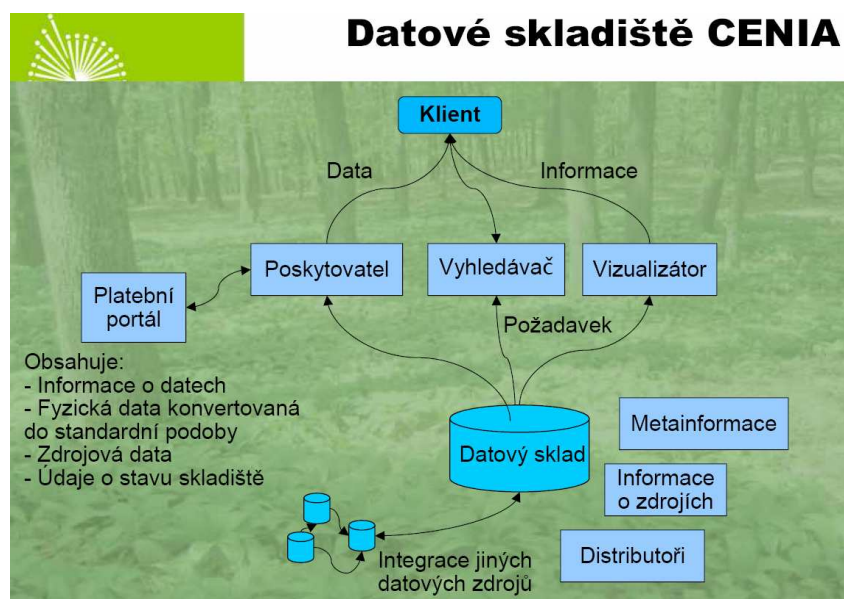 Datové skladiště CENIA
Klient
Data
Informace
Poskytovatel
Vyhledávač
Vizualizátor
Platební
portál
Požadavek
Obsahuje:
- Informace o datech
- Fyzická data konvertovaná
do standardní podoby
- Zdrojová data
- Údaje o stavu skladiště
Datový sklad
Metainformace
Informace
o zdrojích
Distributoři
Integrace jiných
datových zdrojů